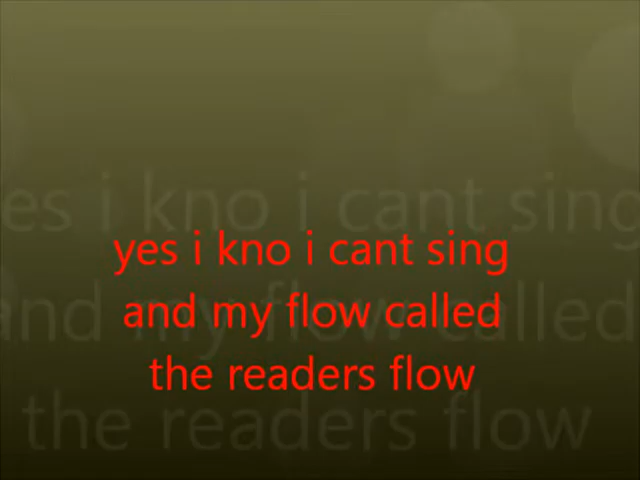 yes i kno i cant sing
and my flow called
the readers flow